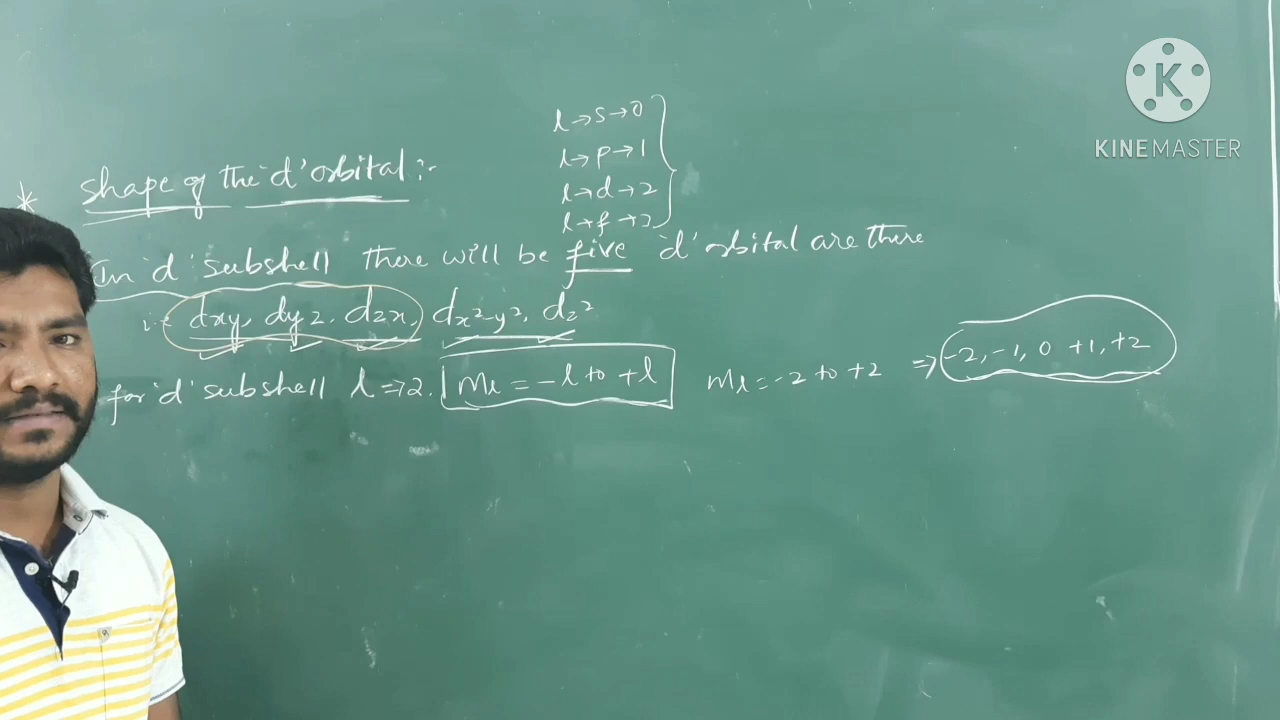 K
KINEMASTER
l→s→0
* shape of the 'd' orbital :-
l→p→1
l→d→2
l→f→3
In 'd' subshell there will be five 'd' orbital are there
i.e dxy, dyz, dzx, dx²-y², dz²
for 'd' subshell l ⇒ 2. Ml = -l to +l Ml = -2 to +2 ⇒ -2, -1, 0 +1, +2